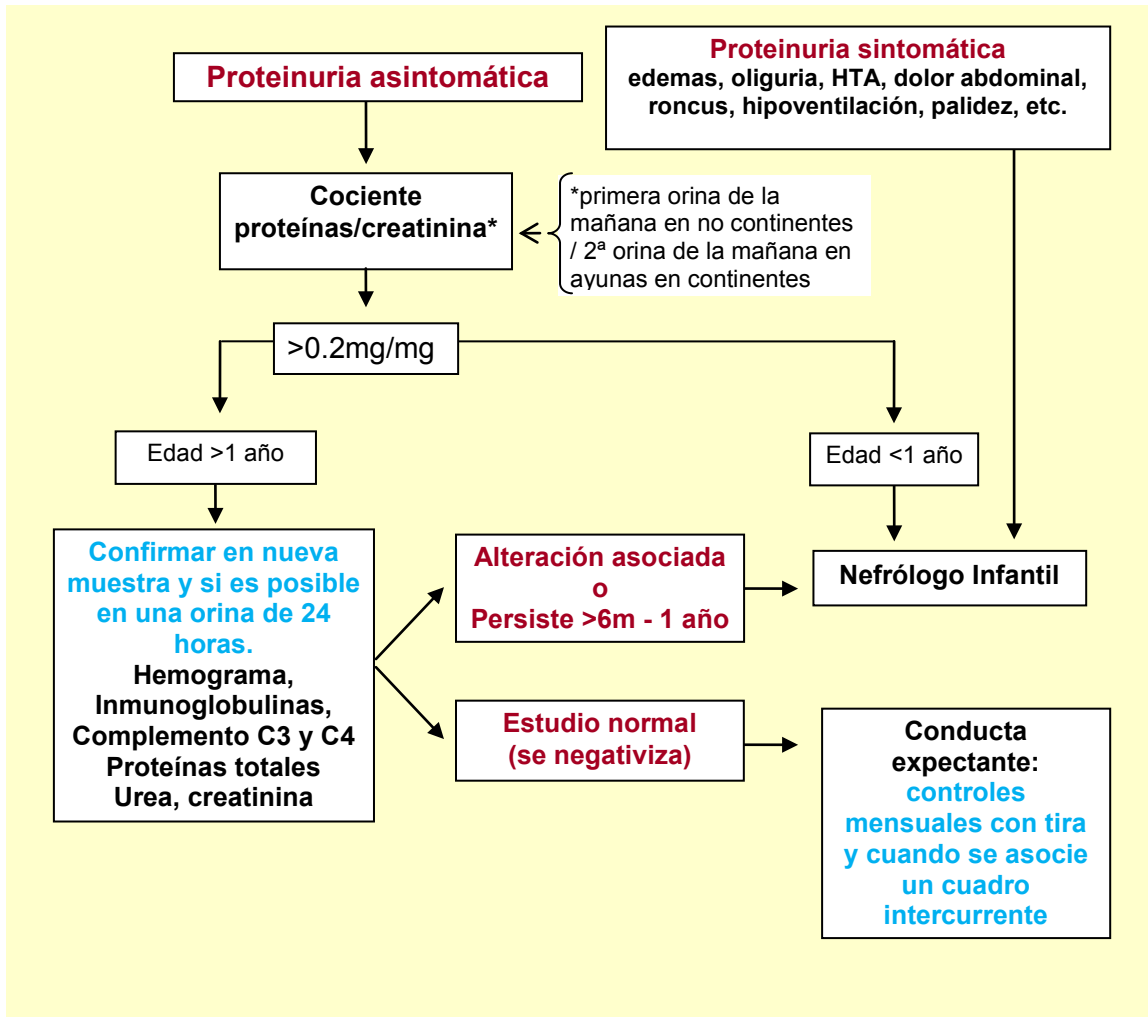 Proteinuria asintomática
Proteinuria sintomática
edemas, oliguria, HTA, dolor abdominal,
roncus, hipoventilación, palidez, etc.
Cociente
proteínas/creatinina*
*primera orina de la
mañana en no continentes
/ 2ª orina de la mañana en
ayunas en continentes
>0.2mg/mg
Edad >1 año
Edad <1 año
Confirmar en nueva
muestra y si es posible
en una orina de 24
horas.
Hemograma,
Inmunoglobulinas,
Complemento C3 y C4
Proteínas totales
Urea, creatinina
Alteración asociada
o
Persiste >6m - 1 año
Nefrólogo Infantil
Estudio normal
(se negativiza)
Conducta
expectante:
controles
mensuales con tira
y cuando se asocie
un cuadro
intercurrente